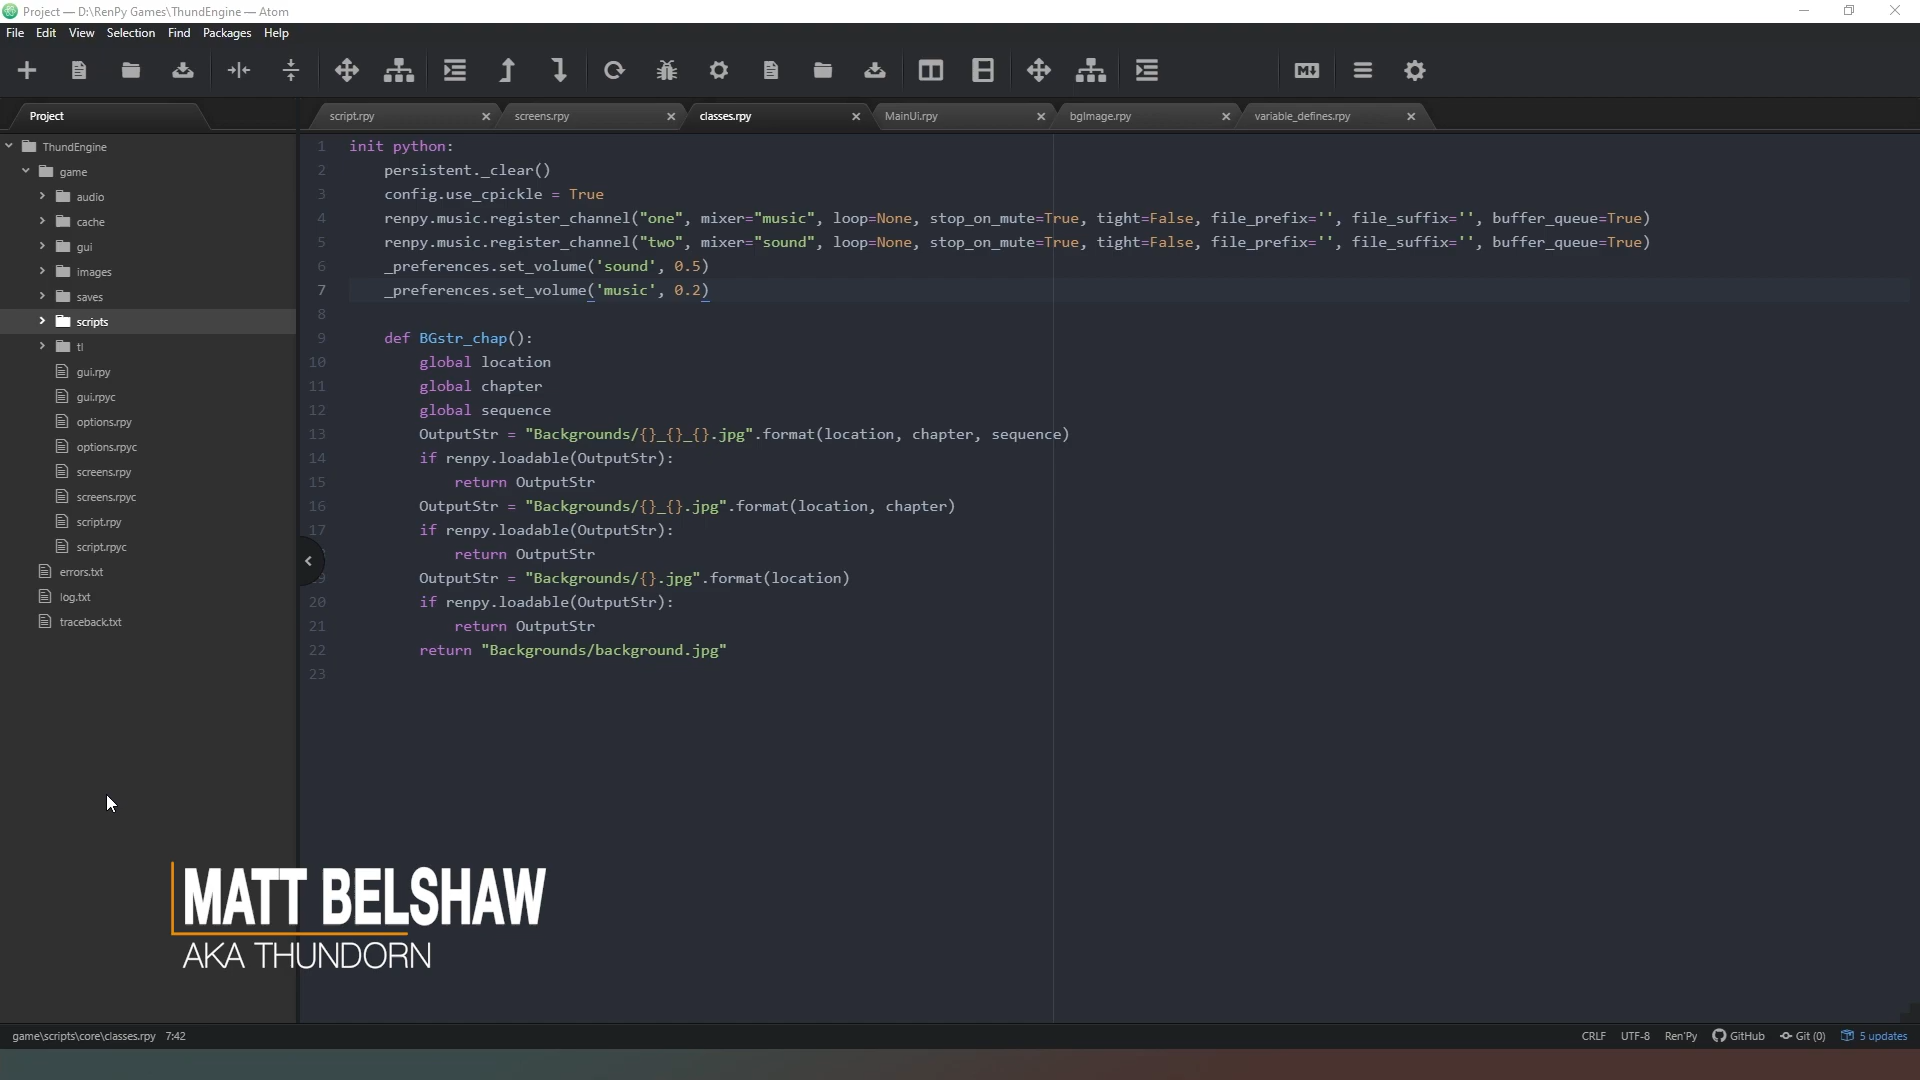 Project — D:\RenPy Games\ThundEngine — Atom
File Edit View Selection Find Packages Help
Project
script.rpy
screens.rpy
classes.rpy
MainUi.rpy
bgImage.rpy
variable_defines.rpy
ThundEngine
game
audio
cache
gui
images
saves
scripts
tl
gui.rpy
gui.rpyc
options.rpy
options.rpyc
screens.rpy
screens.rpyc
script.rpy
script.rpyc
errors.txt
log.txt
traceback.txt
1 init python:
2 persistent._clear()
3 config.use_cpickle = True
4 renpy.music.register_channel("one", mixer="music", loop=None, stop_on_mute=True, tight=False, file_prefix='', file_suffix='', buffer_queue=True)
5 renpy.music.register_channel("two", mixer="sound", loop=None, stop_on_mute=True, tight=False, file_prefix='', file_suffix='', buffer_queue=True)
6 _preferences.set_volume('sound', 0.5)
7 _preferences.set_volume('music', 0.2)
8
9 def BGstr_chap():
10 global location
11 global chapter
12 global sequence
13 OutputStr = "Backgrounds/{}_{}_{}.jpg".format(location, chapter, sequence)
14 if renpy.loadable(OutputStr):
15 return OutputStr
16 OutputStr = "Backgrounds/{}_{}.jpg".format(location, chapter)
17 if renpy.loadable(OutputStr):
return OutputStr
OutputStr = "Backgrounds/{}.jpg".format(location)
20 if renpy.loadable(OutputStr):
21 return OutputStr
22 return "Backgrounds/background.jpg"
23
MATT BELSHAW
AKA THUNDORN
game\scripts\core\classes.rpy 7:42
CRLF UTF-8 Ren'Py GitHub Git (0) 5 updates